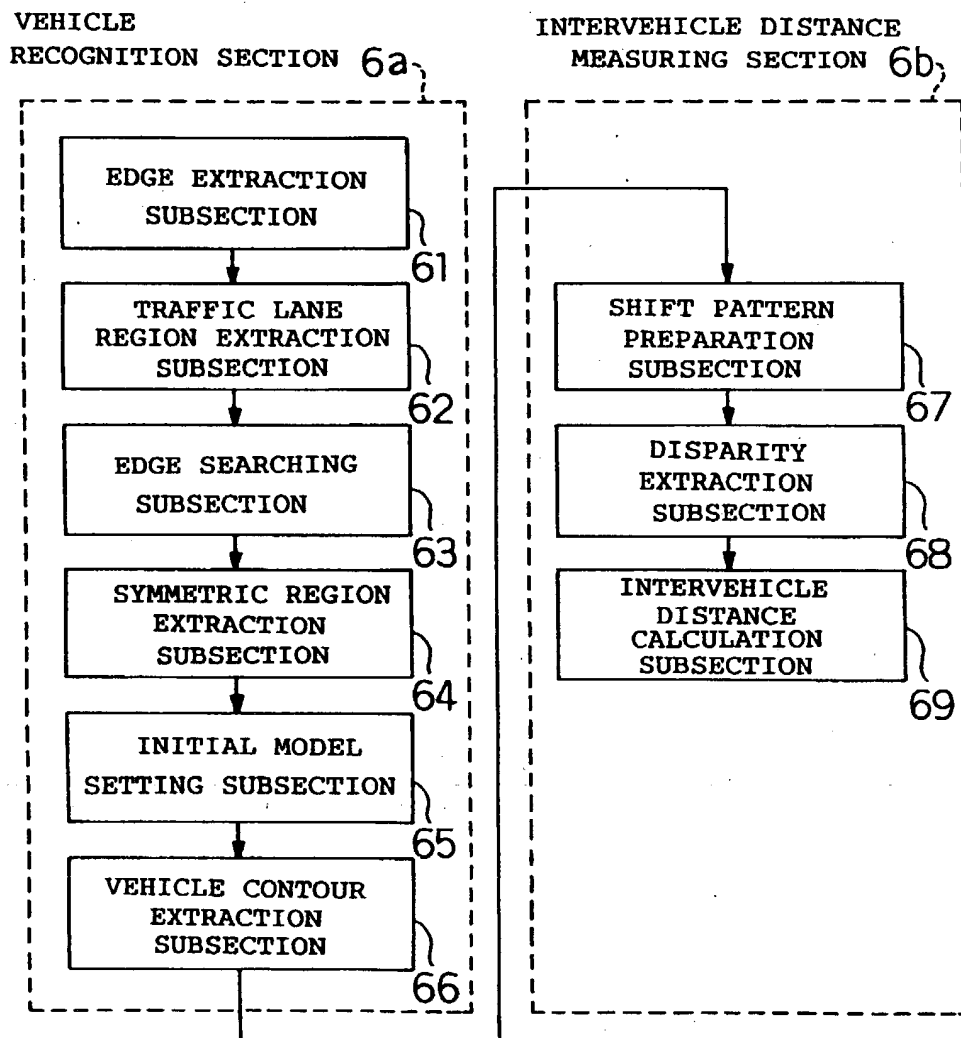 VEHICLE
RECOGNITION SECTION 6a
EDGE EXTRACTION
SUBSECTION
61
TRAFFIC LANE
REGION EXTRACTION
SUBSECTION
62
EDGE SEARCHING
SUBSECTION
63
SYMMETRIC REGION
EXTRACTION
SUBSECTION
64
INITIAL MODEL
SETTING SUBSECTION
65
VEHICLE CONTOUR
EXTRACTION
SUBSECTION
66
INTERVEHICLE DISTANCE
MEASURING SECTION 6b
SHIFT PATTERN
PREPARATION
SUBSECTION
67
DISPARITY
EXTRACTION
SUBSECTION
68
INTERVEHICLE
DISTANCE
CALCULATION
SUBSECTION
69